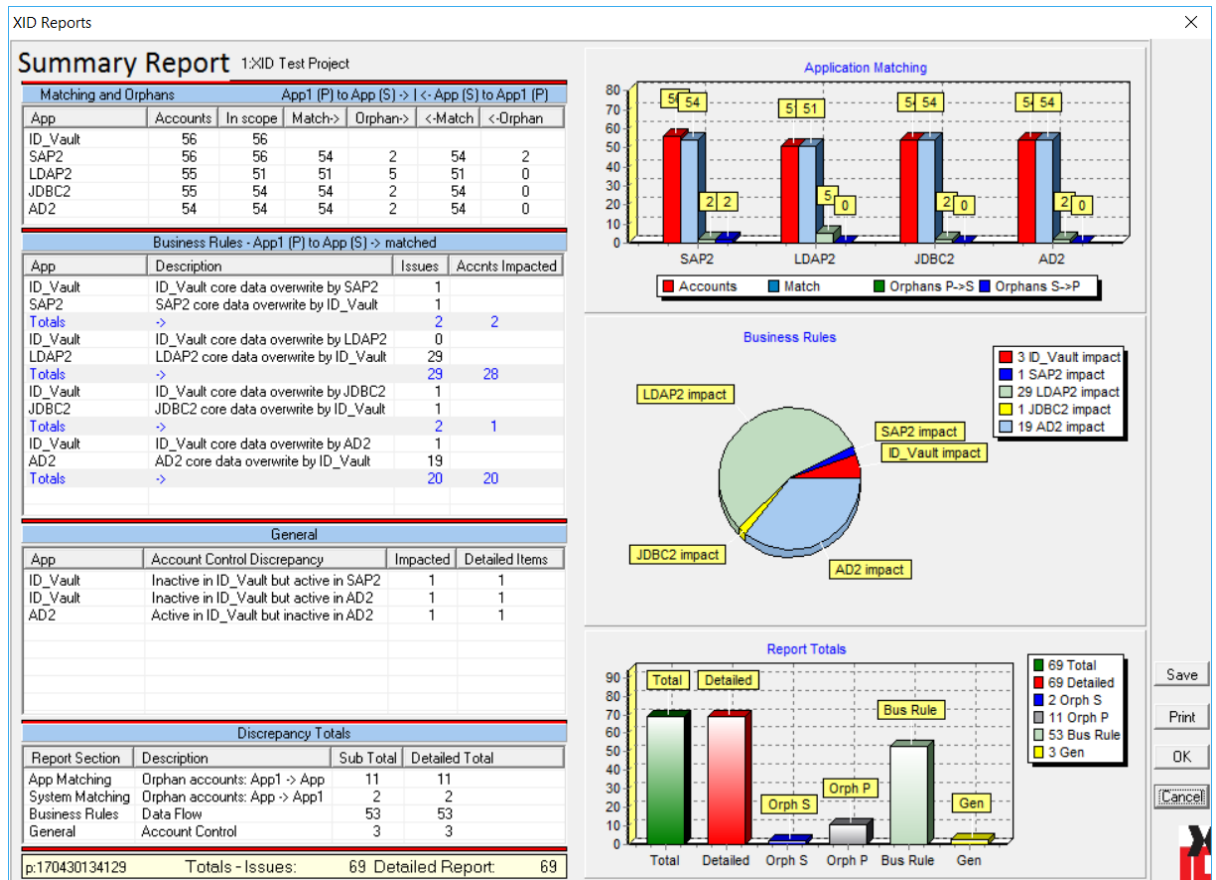 XID Reports
Summary Report 1:XID Test Project
Matching and Orphans App1 (P) to App (S) -> | <- App (S) to App1 (P)
App Accounts In scope Match-> Orphan-> <-Match <-Orphan
ID_Vault 56 56
SAP2 56 56 54 2 54 2
LDAP2 55 51 51 5 51 0
JDBC2 55 54 54 2 54 0
AD2 54 54 54 2 54 0
Business Rules - App1 (P) to App (S) -> matched
App Description Issues Accnts Impacted
ID_Vault ID_Vault core data overwrite by SAP2 1
SAP2 SAP2 core data overwrite by ID_Vault 1
Totals -> 2 2
ID_Vault ID_Vault core data overwrite by LDAP2 0
LDAP2 LDAP2 core data overwrite by ID_Vault 29
Totals -> 29 28
ID_Vault ID_Vault core data overwrite by JDBC2 1
JDBC2 JDBC2 core data overwrite by ID_Vault 1
Totals -> 2 1
ID_Vault ID_Vault core data overwrite by AD2 1
AD2 AD2 core data overwrite by ID_Vault 19
Totals -> 20 20
General
App Account Control Discrepancy Impacted Detailed Items
ID_Vault Inactive in ID_Vault but active in SAP2 1 1
ID_Vault Inactive in ID_Vault but active in AD2 1 1
AD2 Active in ID_Vault but inactive in AD2 1 1
Discrepancy Totals
Report Section Description Sub Total Detailed Total
App Matching Orphan accounts: App1 -> App 11 11
System Matching Orphan accounts: App -> App1 2 2
Business Rules Data Flow 53 53
General Account Control 3 3
p:170430134129 Totals - Issues: 69 Detailed Report: 69
Application Matching
80
70
60
50
40
30
20
10
0
56 54 51 54 54 54
2 2 5 0 2 0 2 0
SAP2 LDAP2 JDBC2 AD2
Accounts Match Orphans P->S Orphans S->P
Business Rules
3 ID_Vault impact
1 SAP2 impact
29 LDAP2 impact
1 JDBC2 impact
19 AD2 impact
LDAP2 impact
SAP2 impact
ID_Vault impact
JDBC2 impact
AD2 impact
Report Totals
90
80
70
60
50
40
30
20
10
0
Total Detailed
Bus Rule
Orph P
Orph S
Gen
Total Detailed Orph S Orph P Bus Rule Gen
69 Total
69 Detailed
2 Orph S
11 Orph P
53 Bus Rule
3 Gen
Save
Print
OK
Cancel